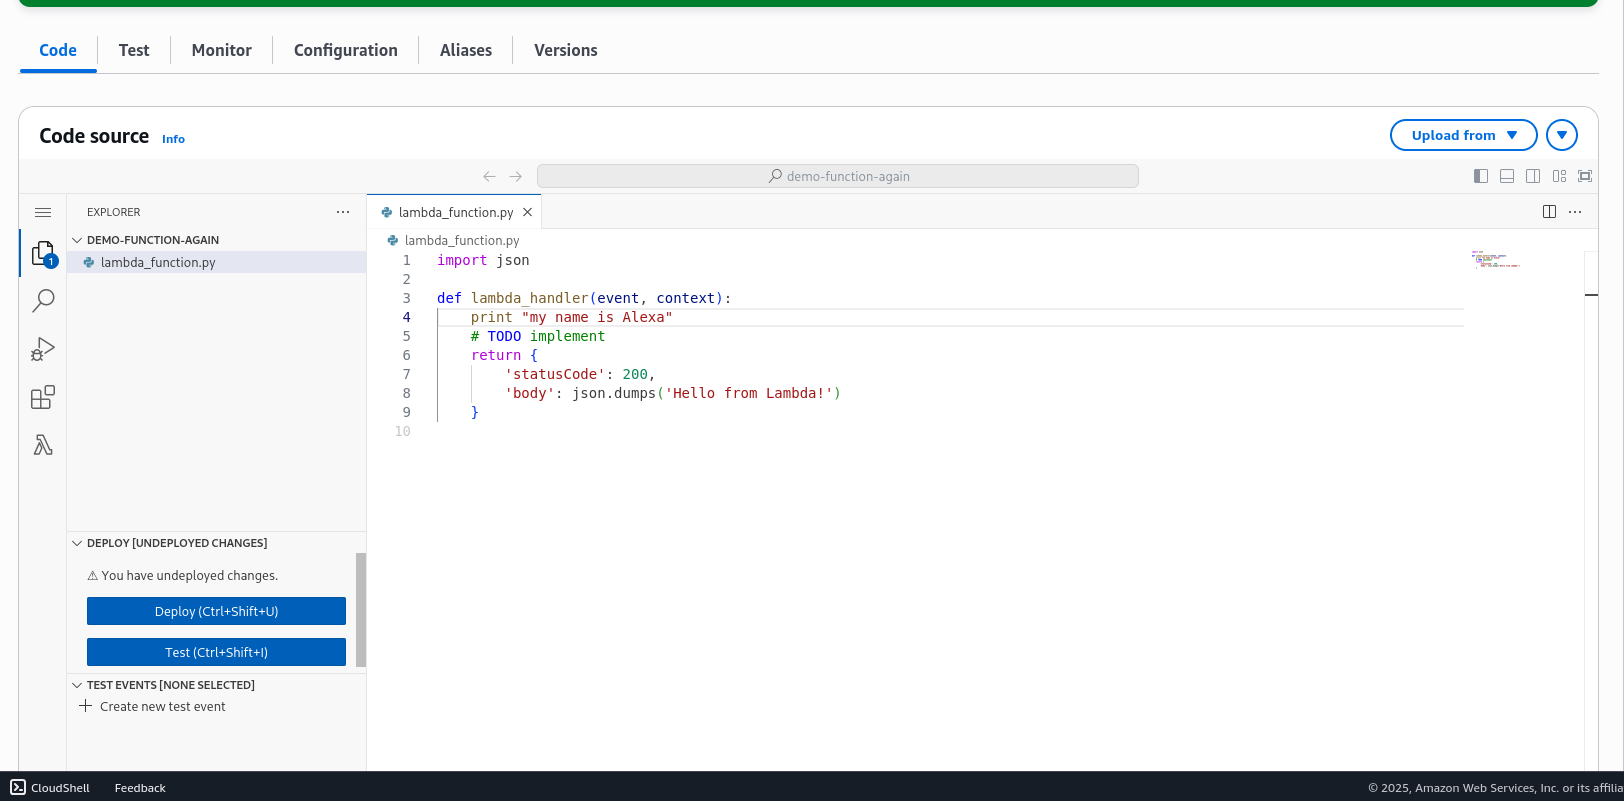 Code Test Monitor Configuration Aliases Versions
Code source Info
Upload from
demo-function-again
EXPLORER
DEMO-FUNCTION-AGAIN
1
lambda_function.py
lambda_function.py
lambda_function.py
1 import json
2
3 def lambda_handler(event, context):
4     print "my name is Alexa"
5     # TODO implement
6     return {
7         'statusCode': 200,
8         'body': json.dumps('Hello from Lambda!')
9     }
10
DEPLOY [UNDEPLOYED CHANGES]
⚠ You have undeployed changes.
Deploy (Ctrl+Shift+U)
Test (Ctrl+Shift+I)
TEST EVENTS [NONE SELECTED]
Create new test event
CloudShell Feedback
© 2025, Amazon Web Services, Inc. or its affilia